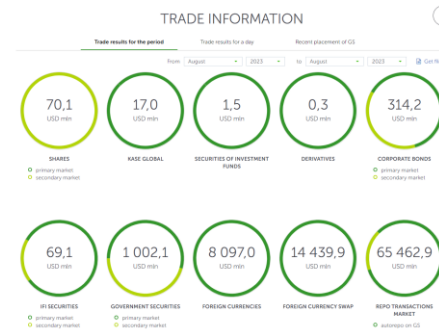 TRADE INFORMATION
Trade results for the period
Trade results for a day
Recent placement of GS
from August 2023 to August 2023 Get
70,1
USD mln
17,0
USD mln
1,5
USD mln
0,3
USD mln
314,2
USD mln
SHARES
KASE GLOBAL
SECURITIES OF INVESTMENT
FUNDS
DERIVATIVES
CORPORATE BONDS
primary market
secondary market
primary market
secondary market
69,1
USD mln
1 002,1
USD mln
8 097,0
USD mln
14 439,9
USD mln
65 462,9
USD mln
IFI SECURITIES
GOVERNMENT SECURITIES
FOREIGN CURRENCIES
FOREIGN CURRENCY SWAP
REPO TRANSACTIONS
MARKET
primary market
secondary market
primary market
secondary market
autorepo on GS